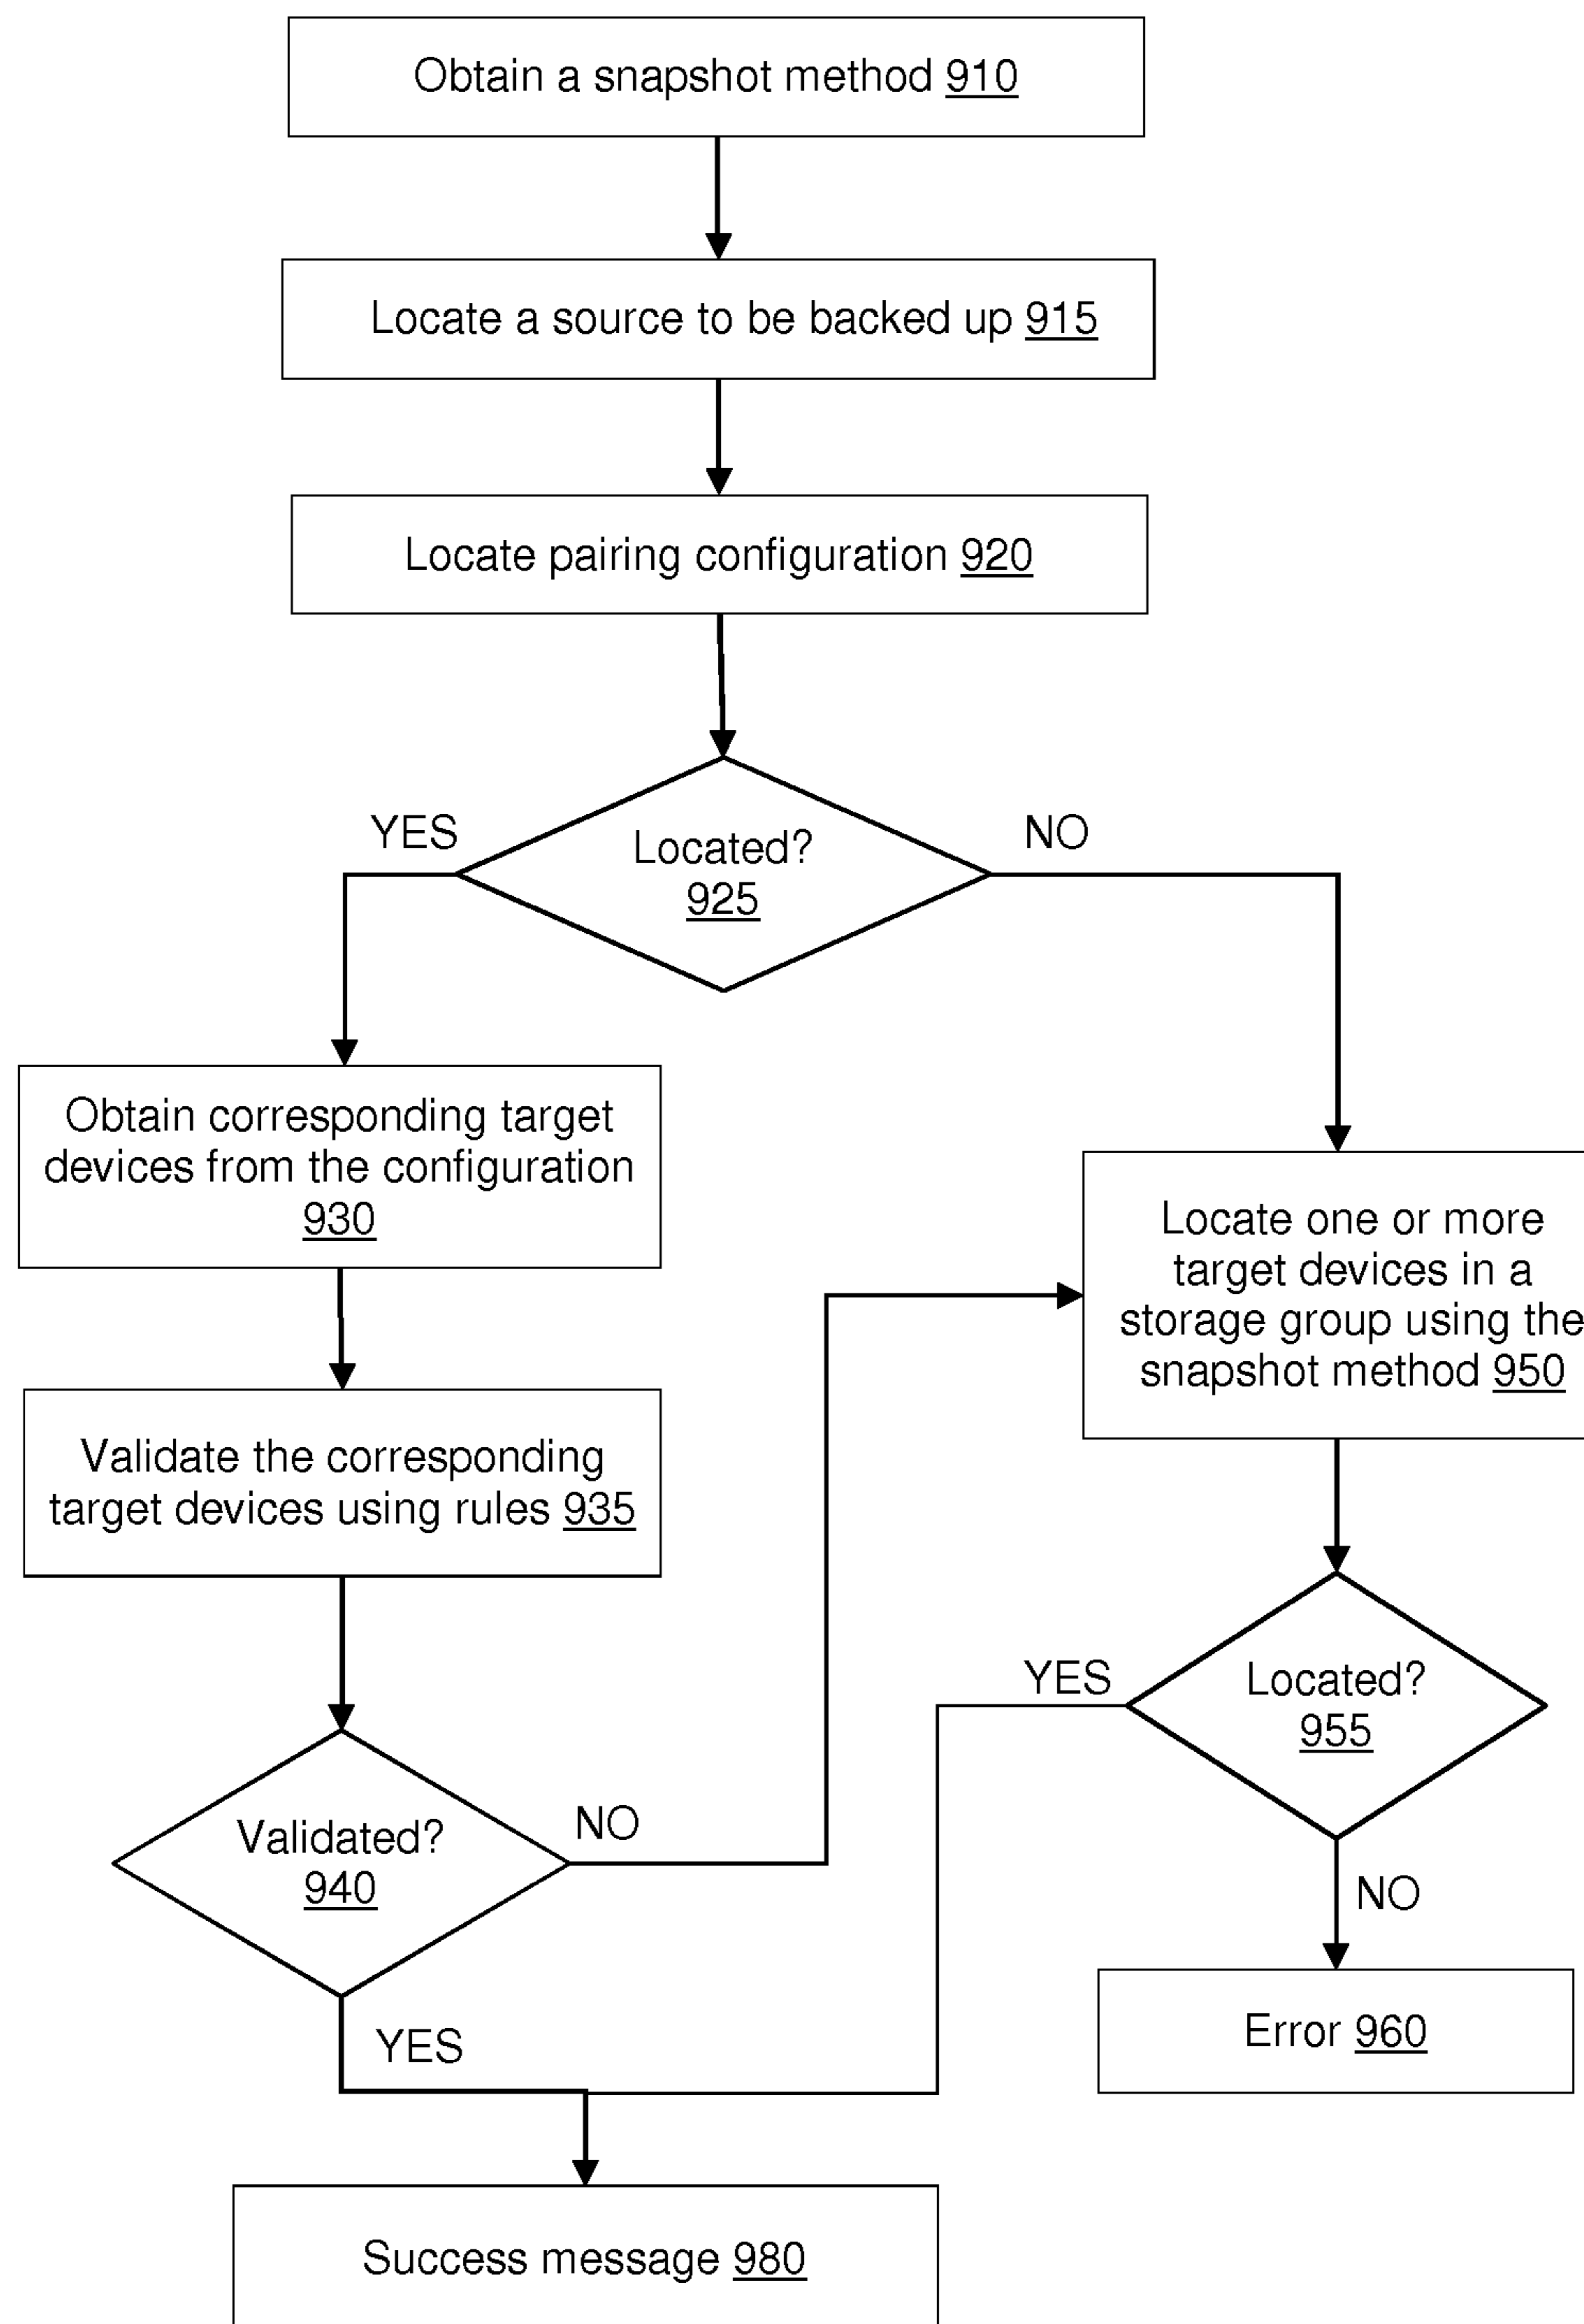 Obtain a snapshot method 910
Locate a source to be backed up 915
Locate pairing configuration 920
YES
Located?
925
NO
Obtain corresponding target
devices from the configuration
930
Locate one or more
target devices in a
storage group using the
snapshot method 950
Validate the corresponding
target devices using rules 935
YES
Located?
955
Validated?
940
NO
NO
Error 960
YES
Success message 980